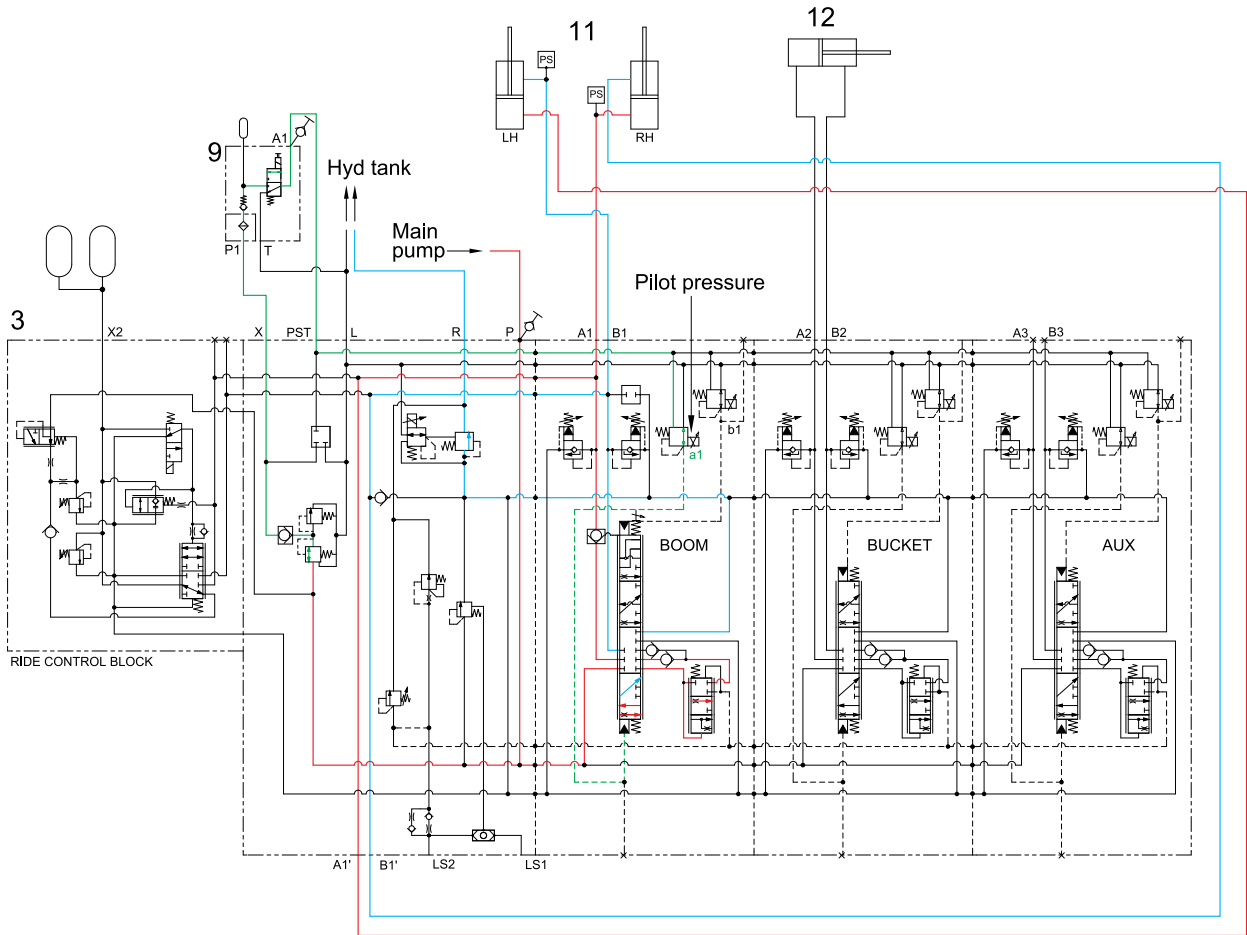 11
12
PS
PS
LH
RH
A1
9
Hyd tank
P1
T
Main
pump
Pilot pressure
3
X2
X
PST
L
R
P
A1
B1
A2
B2
A3
B3
a1
b1
BOOM
BUCKET
AUX
RIDE CONTROL BLOCK
A1'
B1'
LS2
LS1